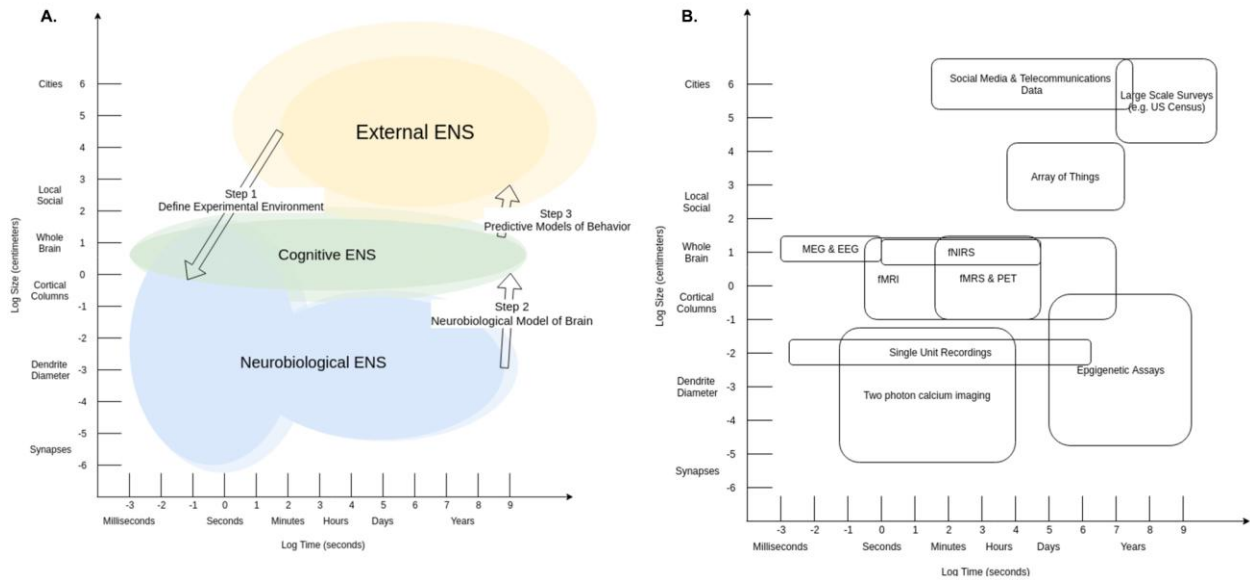 A.
Cities
6
5
External ENS
4
3
Local
Social
Step 1
Define Experimental Environment
2
Step 3
Predictive Models of Behavior
Whole
Brain
1
Cognitive ENS
0
Cortical
Columns
-1
Step 2
Neurobiological Model of Brain
-2
Neurobiological ENS
Dendrite
Diameter
-3
-4
-5
Synapses
-6
Log Size (centimeters)
-3 -2 -1 0 1 2 3 4 5 6 7 8 9
Milliseconds Seconds Minutes Hours Days Years
Log Time (seconds)
B.
Cities
6
Social Media & Telecommunications
Data
Large Scale Surveys
(e.g. US Census)
5
4
Array of Things
3
Local
Social
2
Whole
Brain
1
MEG & EEG
fNIRS
fMRI
fMRS & PET
0
Cortical
Columns
-1
-2
Single Unit Recordings
Epgigenetic Assays
Dendrite
Diameter
-3
Two photon calcium imaging
-4
-5
Synapses
-6
Log Size (centimeters)
-3 -2 -1 0 1 2 3 4 5 6 7 8 9
Milliseconds Seconds Minutes Hours Days Years
Log Time (seconds)